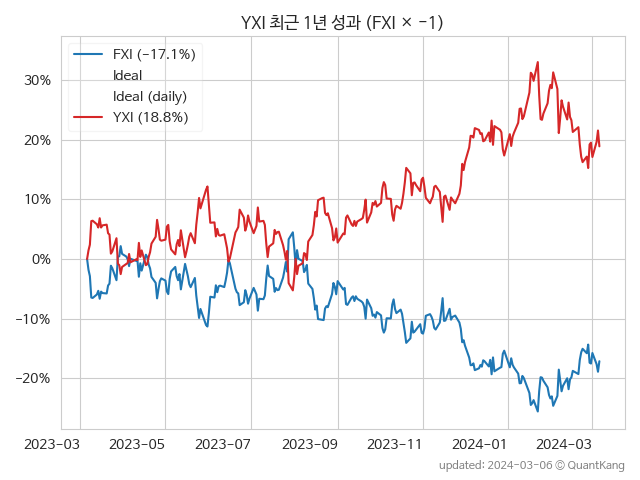 YXI 최근 1년 성과 (FXI × -1)
FXI (-17.1%)
Ideal
Ideal (daily)
YXI (18.8%)
30%
20%
10%
0%
−10%
−20%
2023-03 2023-05 2023-07 2023-09 2023-11 2024-01 2024-03
updated: 2024-03-06 © QuantKang